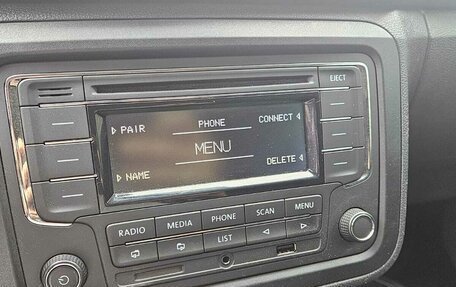 EJECT
PAIR PHONE CONNECT
MENU
NAME DELETE
RADIO MEDIA PHONE SCAN MENU
LIST